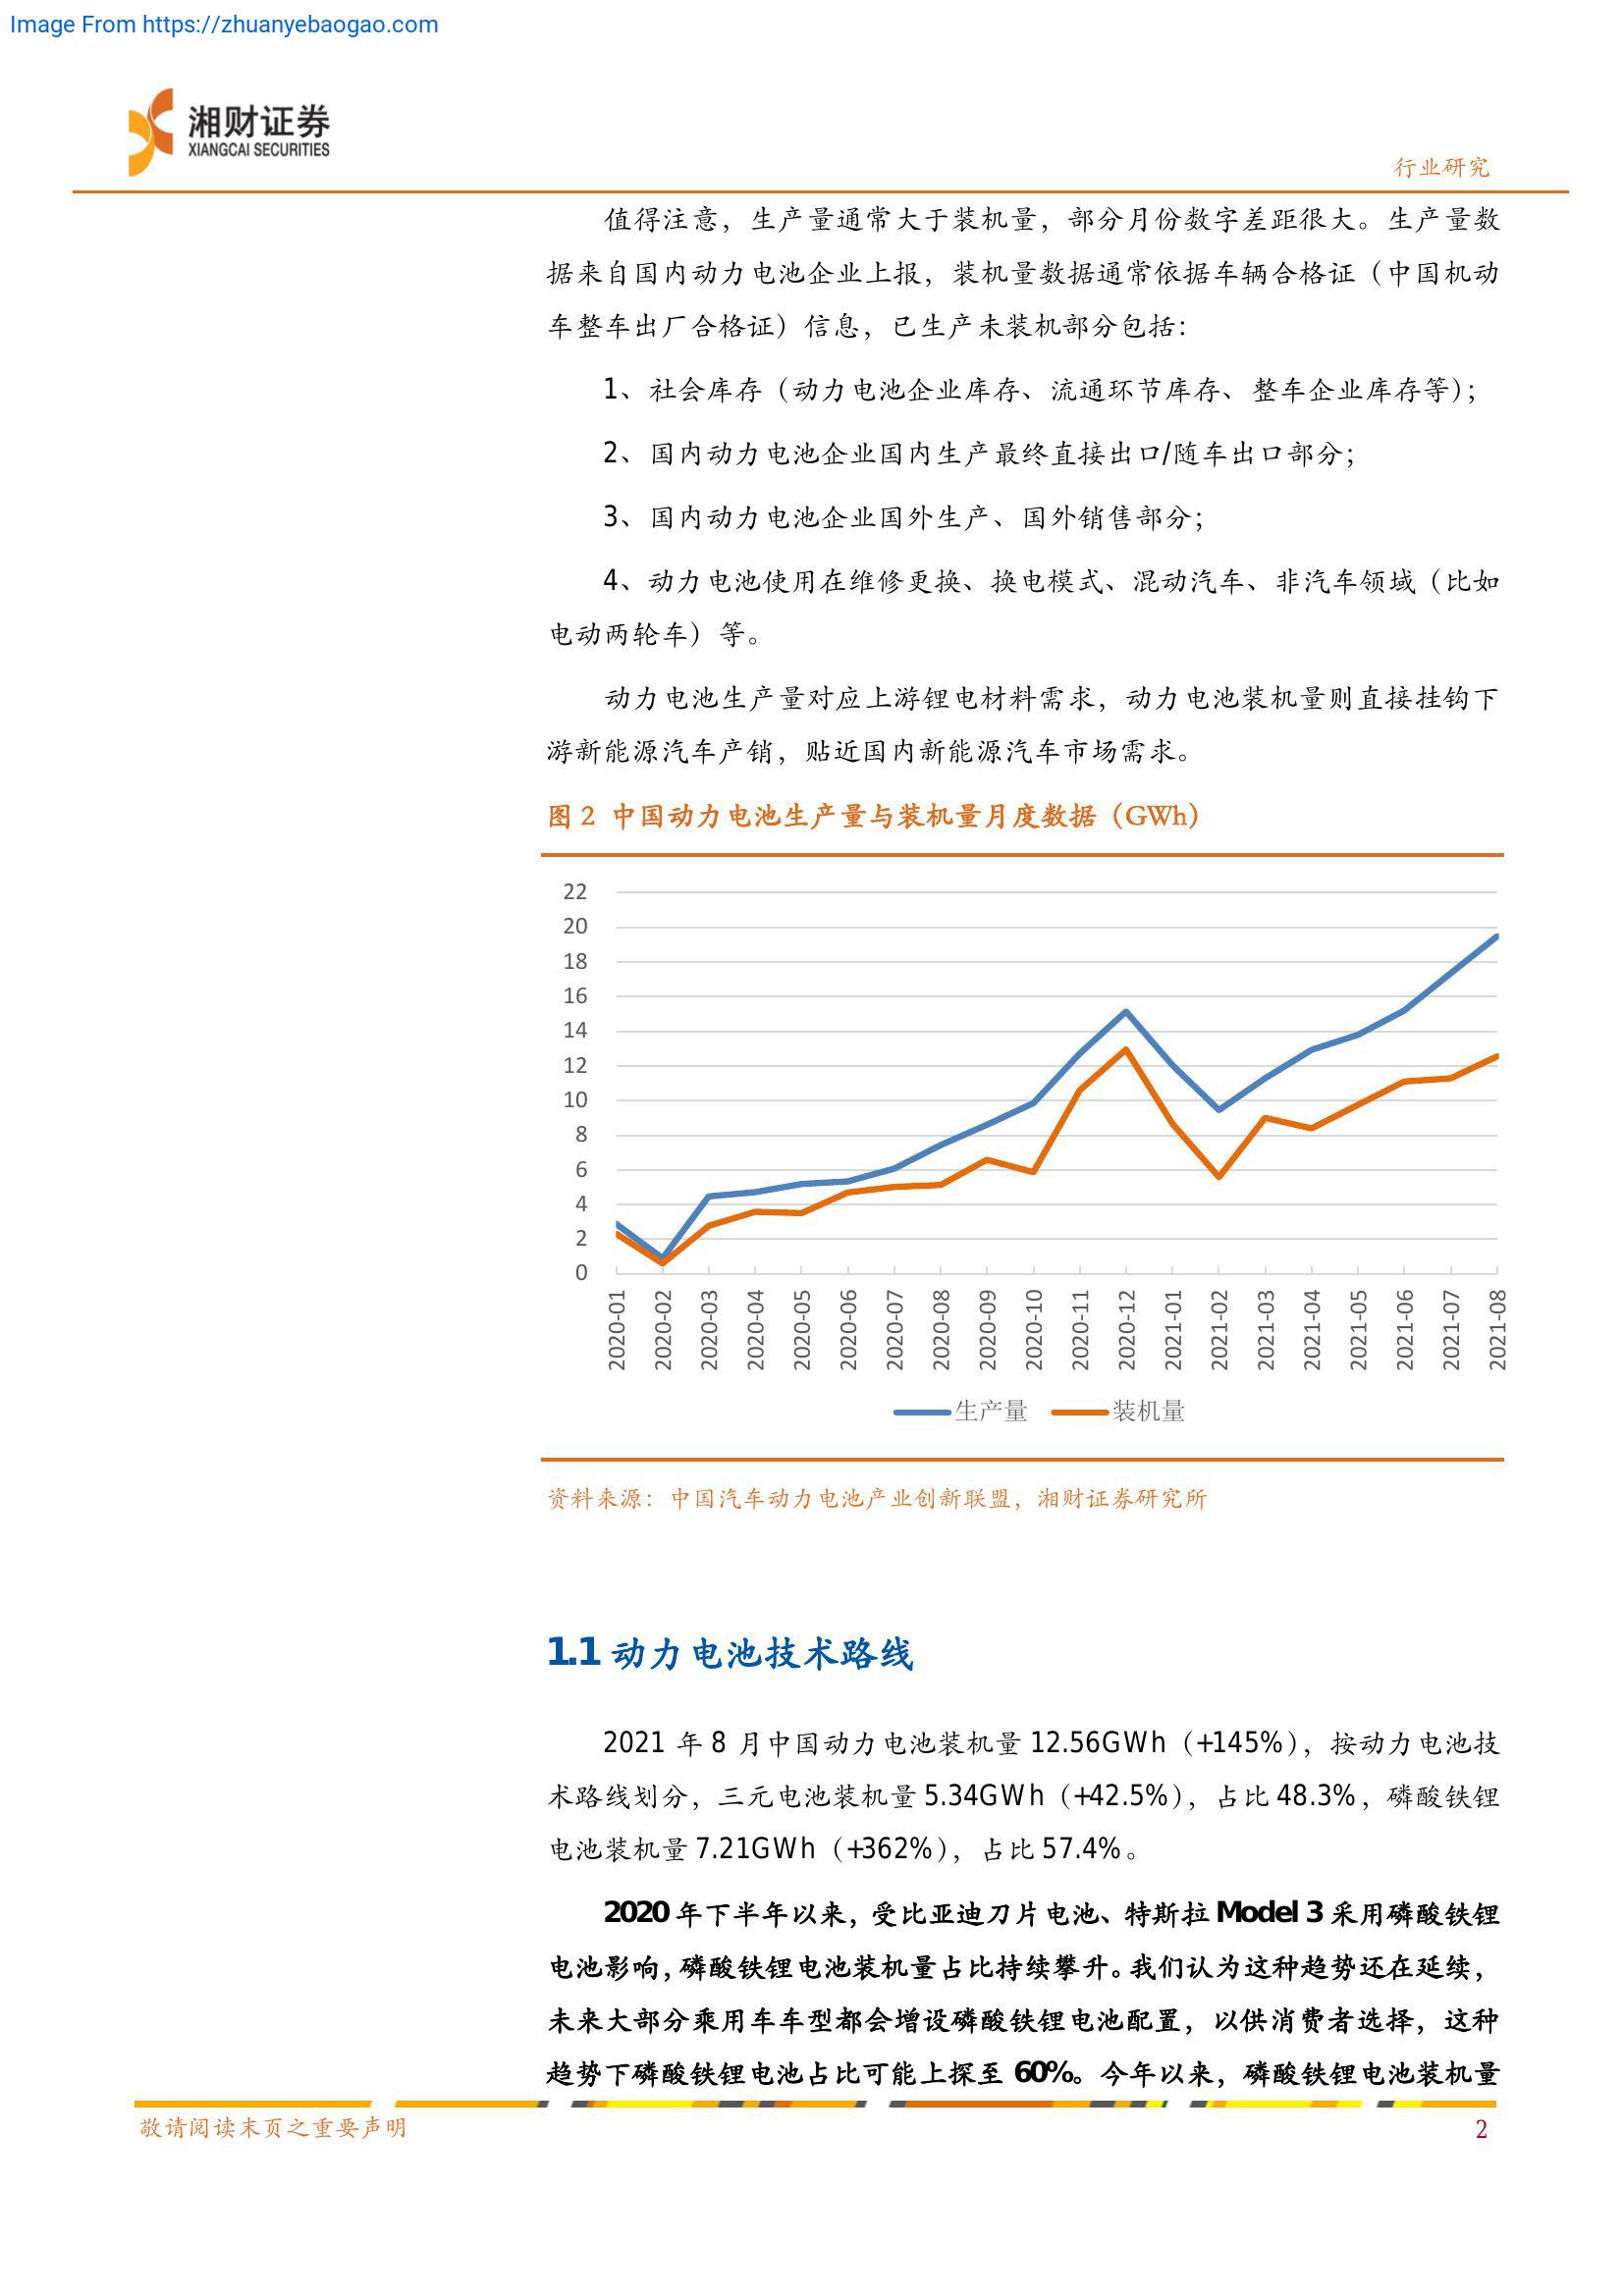 Image From https://zhuanyebaogao.com
湘财证券
XIANGCAI SECURITIES
行业研究
值得注意，生产量通常大于装机量，部分月份数字差距很大。生产量数
据来自国内动力电池企业上报，装机量数据通常依据车辆合格证（中国机动
车整车出厂合格证）信息，已生产未装机部分包括：
1、社会库存（动力电池企业库存、流通环节库存、整车企业库存等）；
2、国内动力电池企业国内生产最终直接出口/随车出口部分；
3、国内动力电池企业国外生产、国外销售部分；
4、动力电池使用在维修更换、换电模式、混动汽车、非汽车领域（比如
电动两轮车）等。
动力电池生产量对应上游锂电材料需求，动力电池装机量则直接挂钩下
游新能源汽车产销，贴近国内新能源汽车市场需求。
图 2 中国动力电池生产量与装机量月度数据（GWh）
22
20
18
16
14
12
10
8
6
4
2
0
2020-01
2020-02
2020-03
2020-04
2020-05
2020-06
2020-07
2020-08
2020-09
2020-10
2020-11
2020-12
2021-01
2021-02
2021-03
2021-04
2021-05
2021-06
2021-07
2021-08
生产量 装机量
资料来源：中国汽车动力电池产业创新联盟，湘财证券研究所
1.1 动力电池技术路线
2021 年 8 月中国动力电池装机量 12.56GWh（+145%），按动力电池技
术路线划分，三元电池装机量 5.34GWh（+42.5%），占比 48.3%，磷酸铁锂
电池装机量 7.21GWh（+362%），占比 57.4%。
2020 年下半年以来，受比亚迪刀片电池、特斯拉 Model 3 采用磷酸铁锂
电池影响，磷酸铁锂电池装机量占比持续攀升。我们认为这种趋势还在延续，
未来大部分乘用车车型都会增设磷酸铁锂电池配置，以供消费者选择，这种
趋势下磷酸铁锂电池占比可能上探至 60%。今年以来，磷酸铁锂电池装机量
敬请阅读末页之重要声明
2